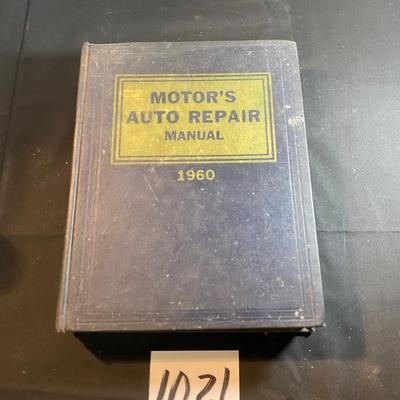 MOTOR'S
AUTO REPAIR
MANUAL
1960
1021